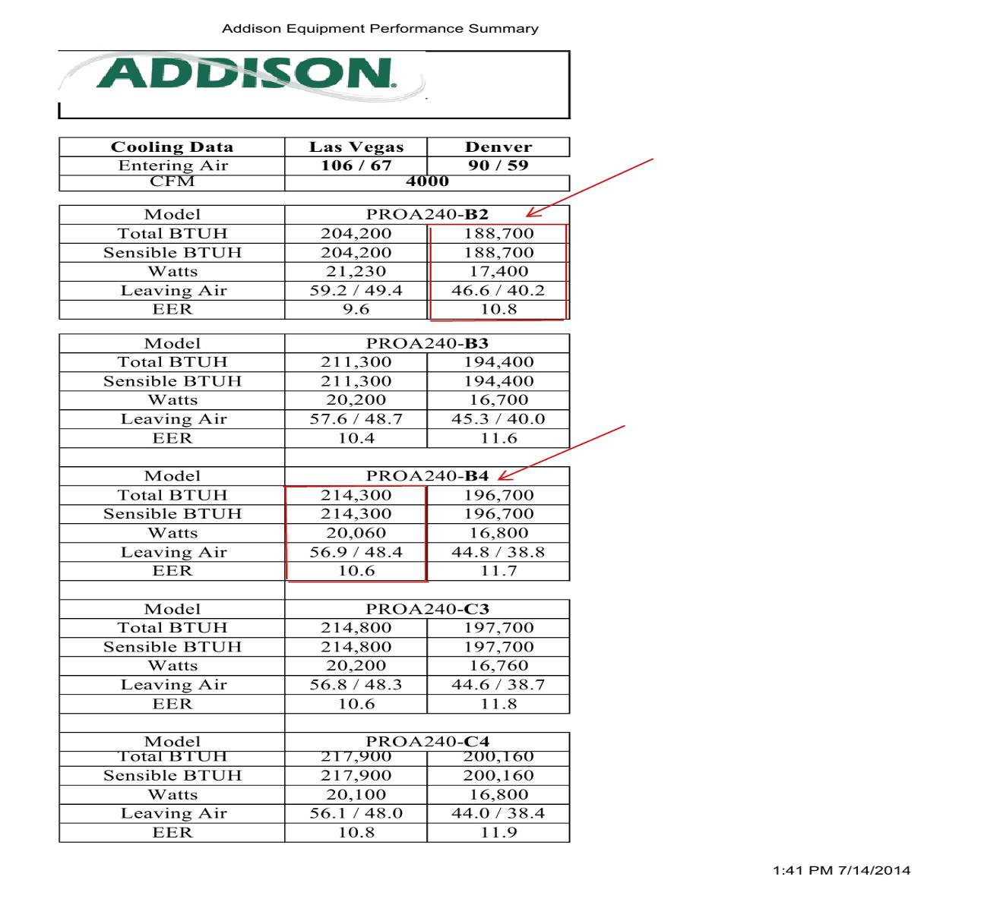 Addison Equipment Performance Summary
ADDISON®
Cooling Data Las Vegas Denver
Entering Air 106 / 67 90 / 59
CFM 4000
Model PROA240-B2
Total BTUH 204,200 188,700
Sensible BTUH 204,200 188,700
Watts 21,230 17,400
Leaving Air 59.2 / 49.4 46.6 / 40.2
EER 9.6 10.8
Model PROA240-B3
Total BTUH 211,300 194,400
Sensible BTUH 211,300 194,400
Watts 20,200 16,700
Leaving Air 57.6 / 48.7 45.3 / 40.0
EER 10.4 11.6
Model PROA240-B4
Total BTUH 214,300 196,700
Sensible BTUH 214,300 196,700
Watts 20,060 16,800
Leaving Air 56.9 / 48.4 44.8 / 38.8
EER 10.6 11.7
Model PROA240-C3
Total BTUH 214,800 197,700
Sensible BTUH 214,800 197,700
Watts 20,200 16,760
Leaving Air 56.8 / 48.3 44.6 / 38.7
EER 10.6 11.8
Model PROA240-C4
Total BTUH 217,900 200,160
Sensible BTUH 217,900 200,160
Watts 20,100 16,800
Leaving Air 56.1 / 48.0 44.0 / 38.4
EER 10.8 11.9
1:41 PM 7/14/2014